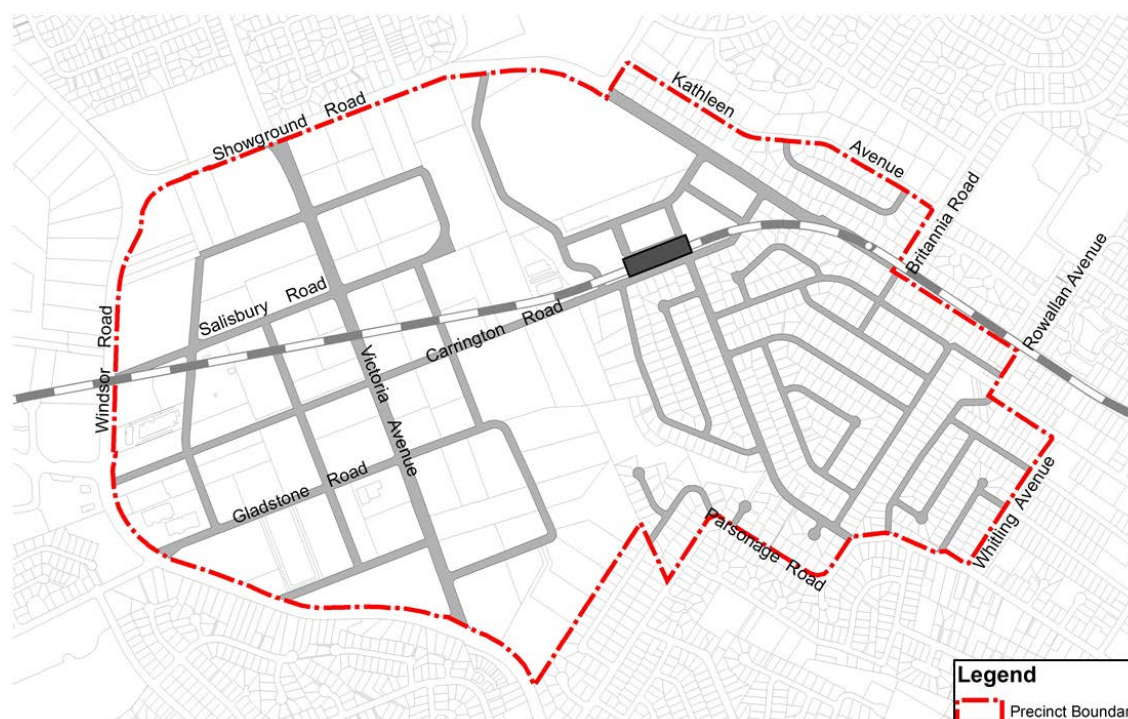 Kathleen
Avenue
Showground Road
Britannia Road
Rowallan Avenue
Salisbury Road
Windsor Road
Carrington Road
Victoria Avenue
Gladstone Road
Parsonage Road
Whitling Avenue
Legend
Precinct Boundar